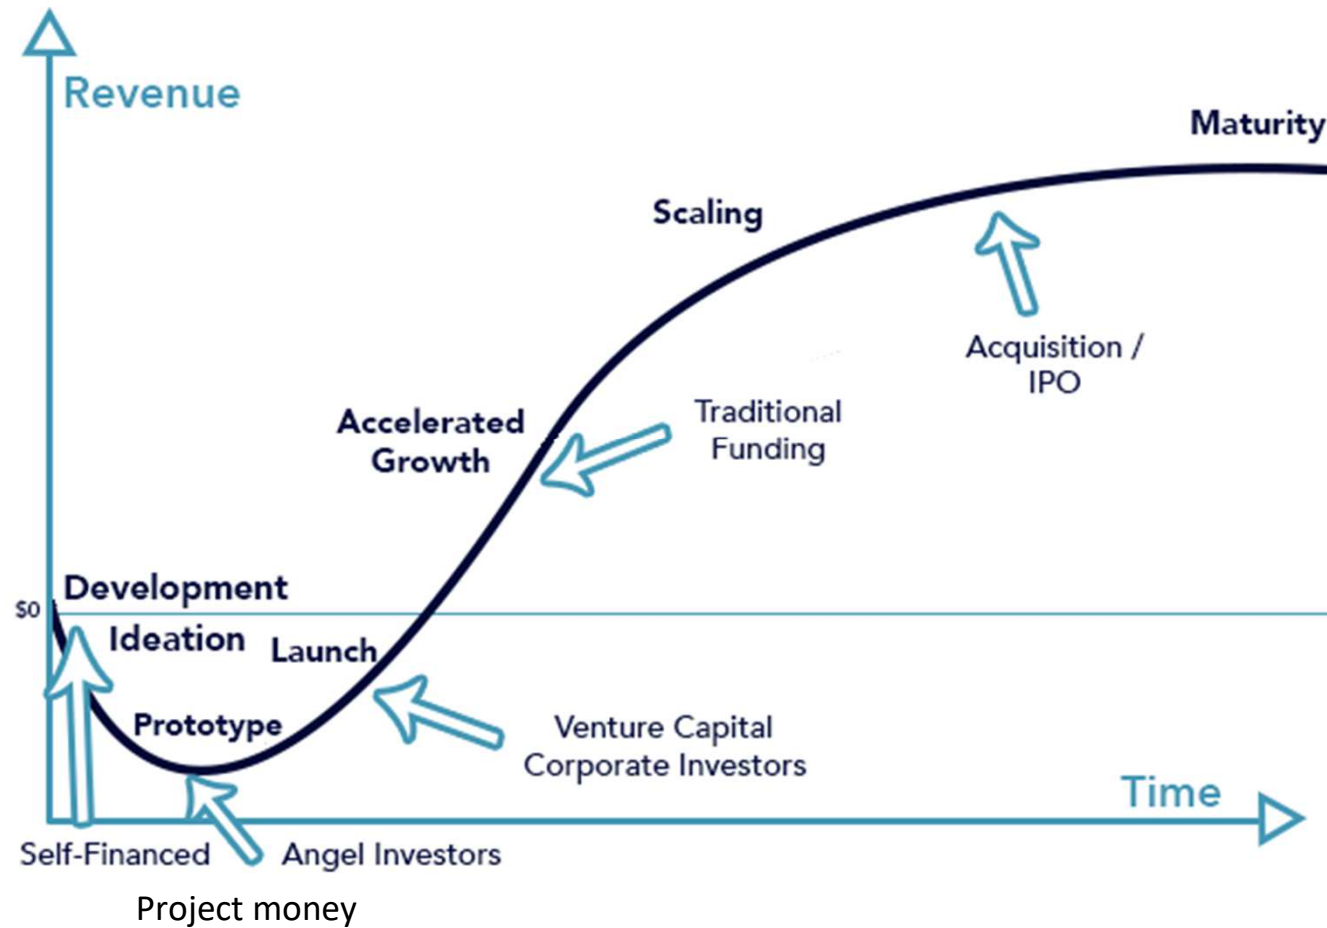 Revenue
Maturity
Scaling
Acquisition /
IPO
Accelerated
Growth
Traditional
Funding
Development
$0
Ideation
Launch
Prototype
Venture Capital
Corporate Investors
Time
Self-Financed
Angel Investors
Project money